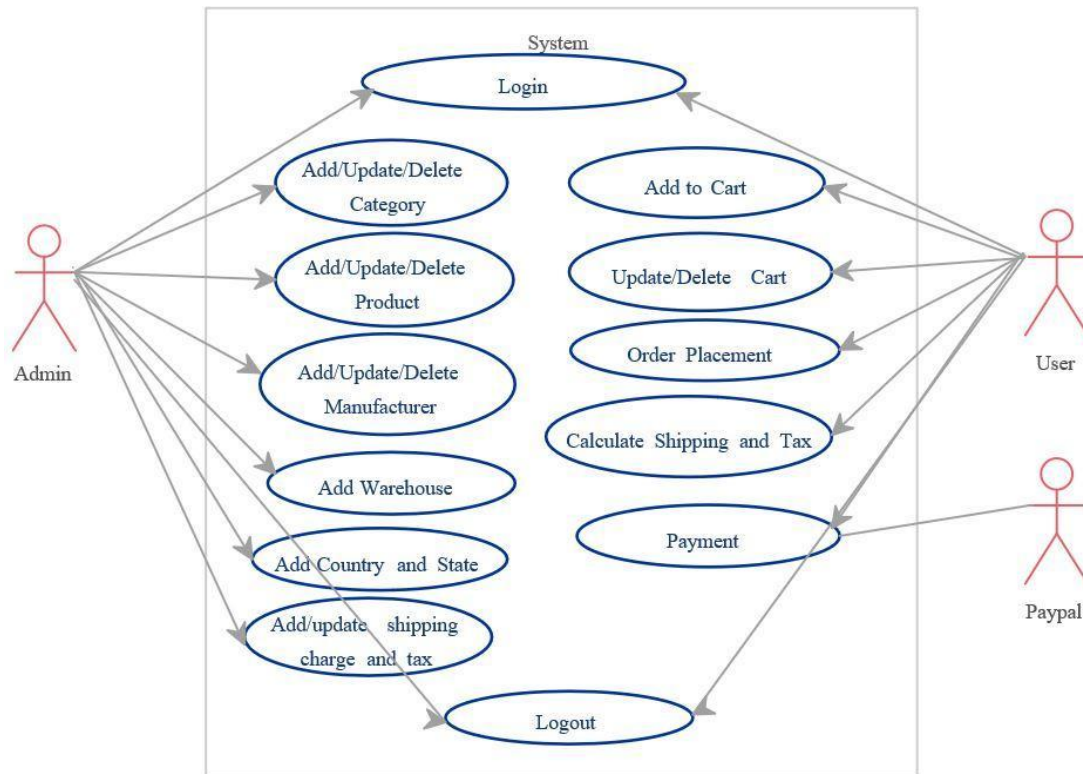 System
Login
Add/Update/Delete
Category
Add to Cart
Add/Update/Delete
Product
Update/Delete Cart
Admin
Add/Update/Delete
Manufacturer
Order Placement
User
Calculate Shipping and Tax
Add Warehouse
Payment
Add Country and State
Paypal
Add/update shipping
charge and tax
Logout